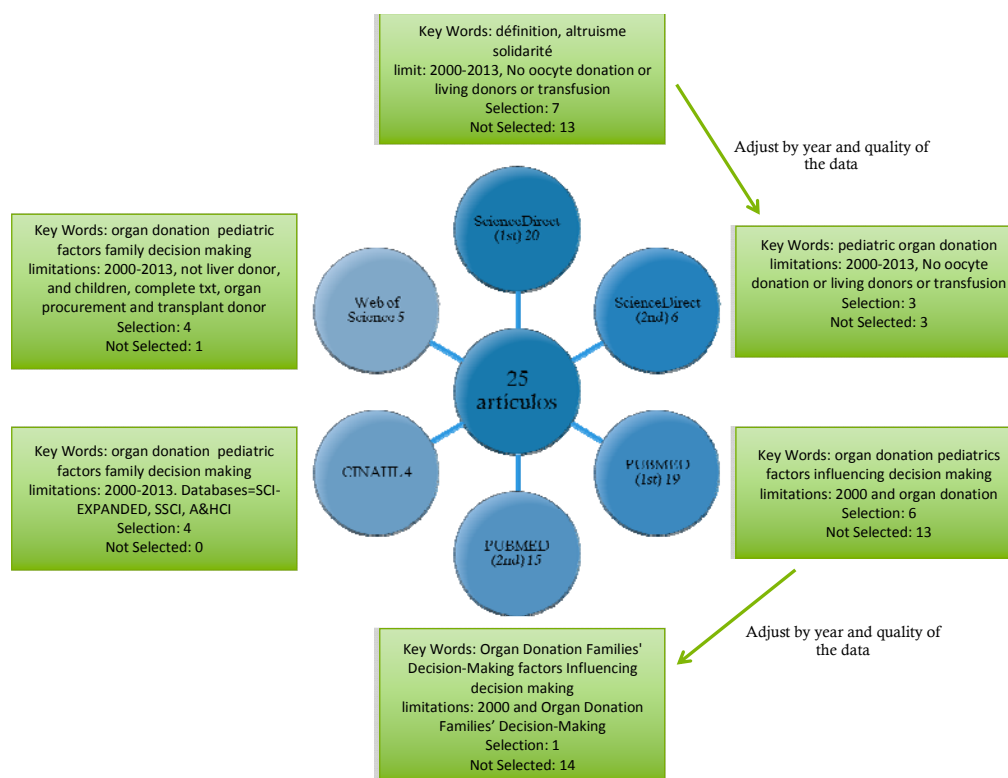 Key Words: définition, altruisme
solidarité
limit: 2000-2013, No oocyte donation or
living donors or transfusion
Selection: 7
Not Selected: 13
Adjust by year and quality of
the data
Key Words: organ donation  pediatric
factors family decision making
limitations: 2000-2013, not liver donor,
and children, complete txt, organ
procurement and transplant donor
Selection: 4
Not Selected: 1
ScienceDirect
(1st) 20
Web of
Science 5
ScienceDirect
(2nd) 6
Key Words: pediatric organ donation
limitations: 2000-2013, No oocyte
donation or living donors or transfusion
Selection: 3
Not Selected: 3
25
artículos
Key Words: organ donation  pediatric
factors family decision making
limitations: 2000-2013. Databases=SCI-
EXPANDED, SSCI, A&HCI
Selection: 4
Not Selected: 0
CINAHL 4
PUBMED
(1st) 19
PUBMED
(2nd) 15
Key Words: organ donation pediatrics
factors influencing decision making
limitations: 2000 and organ donation
Selection: 6
Not Selected: 13
Adjust by year and quality of
the data
Key Words: Organ Donation Families'
Decision-Making factors Influencing
decision making
limitations: 2000 and Organ Donation
Families’ Decision-Making
Selection: 1
Not Selected: 14